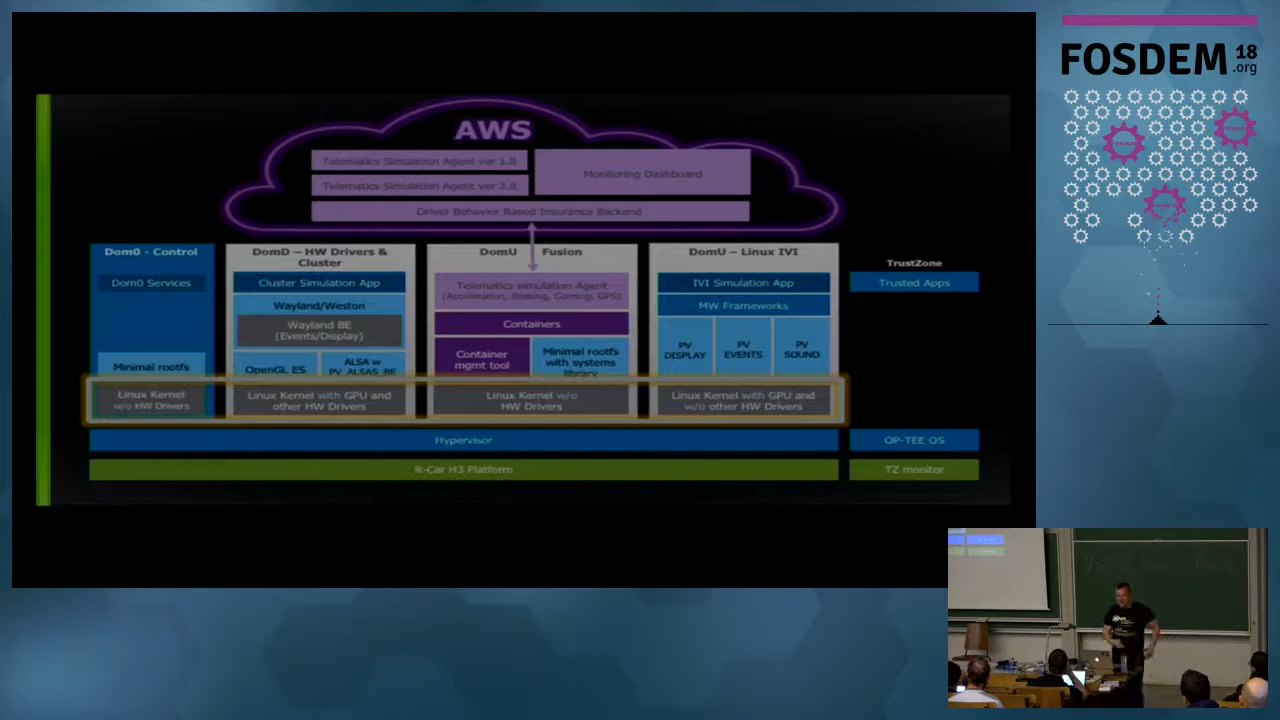 FOSDEM 18
.org
AWS
Telematics Simulation Agent ver 1.0
Telematics Simulation Agent ver 2.0
Monitoring Dashboard
Driver Behavior Based Insurance Backend
Dom0 - Control
Dom0 Services
Minimal rootfs
Linux Kernel
w/o HW Drivers
DomD – HW Drivers &
Cluster
Cluster Simulation App
Wayland/Weston
Wayland BE
(Events/Display)
OpenGL ES
ALSA w
PV_ALSAS_BE
Linux Kernel with GPU and
other HW Drivers
DomU Fusion
Telematics simulation Agent
(Acceleration, Braking, Corning, GPS)
Containers
Container
mgmt tool
Minimal rootfs
with systems
library
Linux Kernel w/o
HW Drivers
DomU – Linux IVI
IVI Simulation App
MW Frameworks
PV
DISPLAY
PV
EVENTS
PV
SOUND
Linux Kernel with GPU and
w/o other HW Drivers
TrustZone
Trusted Apps
Hypervisor
OP-TEE OS
R-Car H3 Platform
TZ monitor